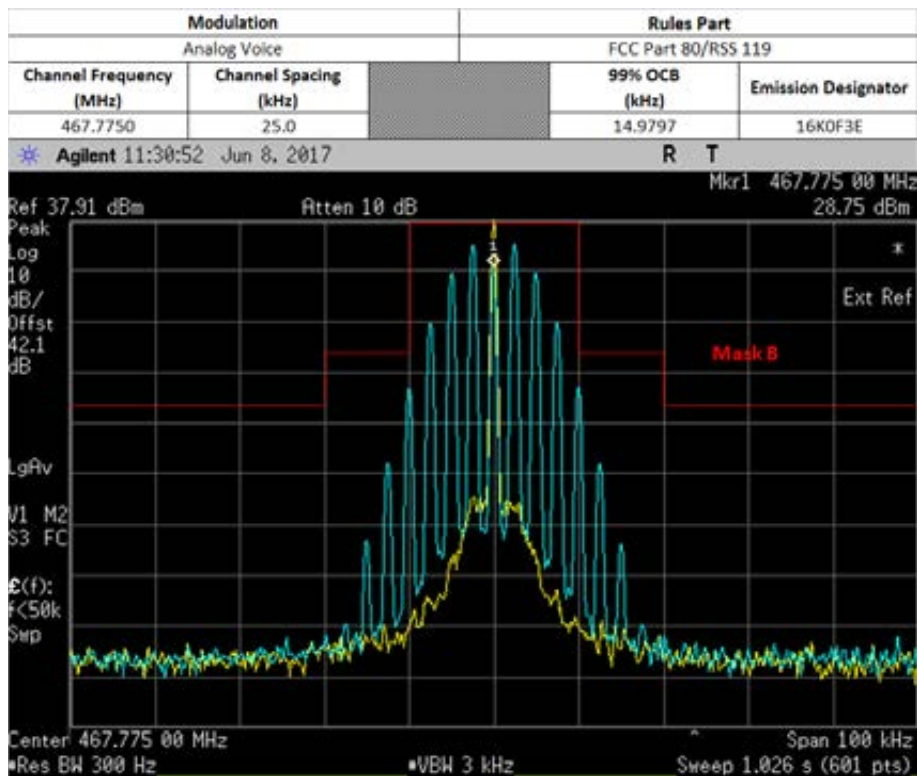 Modulation Rules Part
Analog Voice FCC Part 80/RSS 119
Channel Frequency (MHz) Channel Spacing (kHz) 99% OCB (kHz) Emission Designator
467.7750 25.0 14.9797 16K0F3E
Agilent 11:30:52 Jun 8, 2017 R T
Mkr1 467.775 00 MHz
Ref 37.91 dBm Atten 10 dB 28.75 dBm
Peak
Log
10
dB/
Offst
42.1
dB
1
*
Ext Ref
Mask B
LgAv
V1 M2
S3 FC
£(f):
f<50k
Swp
Center 467.775 00 MHz ^ Span 100 kHz
#Res BW 300 Hz #VBW 3 kHz Sweep 1.026 s (601 pts)